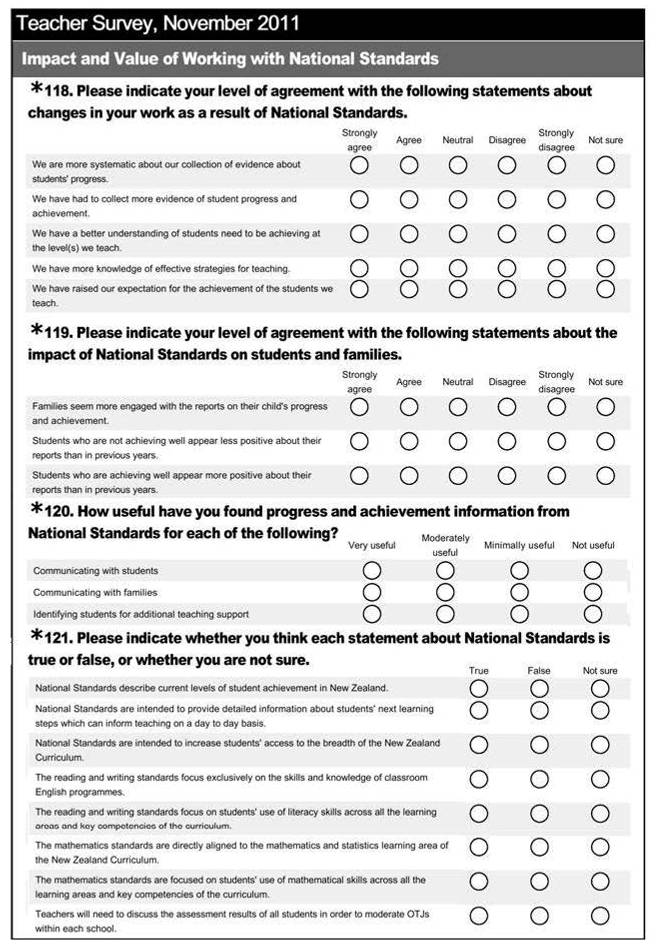 Teacher Survey, November 2011
Impact and Value of Working with National Standards
*118. Please indicate your level of agreement with the following statements about
changes in your work as a result of National Standards.
Strongly agree Agree Neutral Disagree Strongly disagree Not sure
We are more systematic about our collection of evidence about
students' progress.
We have had to collect more evidence of student progress and
achievement.
We have a better understanding of students need to be achieving at
the level(s) we teach.
We have more knowledge of effective strategies for teaching.
We have raised our expectation for the achievement of the students we
teach.
*119. Please indicate your level of agreement with the following statements about the
impact of National Standards on students and families.
Strongly agree Agree Neutral Disagree Strongly disagree Not sure
Families seem more engaged with the reports on their child's progress
and achievement.
Students who are not achieving well appear less positive about their
reports than in previous years.
Students who are achieving well appear more positive about their
reports than in previous years.
*120. How useful have you found progress and achievement information from
National Standards for each of the following?
Very useful Moderately useful Minimally useful Not useful
Communicating with students
Communicating with families
Identifying students for additional teaching support
*121. Please indicate whether you think each statement about National Standards is
true or false, or whether you are not sure.
True False Not sure
National Standards describe current levels of student achievement in New Zealand.
National Standards are intended to provide detailed information about students' next learning
steps which can inform teaching on a day to day basis.
National Standards are intended to increase students' access to the breadth of the New Zealand
Curriculum.
The reading and writing standards focus exclusively on the skills and knowledge of classroom
English programmes.
The reading and writing standards focus on students' use of literacy skills across all the learning
areas and key competencies of the curriculum.
The mathematics standards are directly aligned to the mathematics and statistics learning area of
the New Zealand Curriculum.
The mathematics standards are focused on students' use of mathematical skills across all the
learning areas and key competencies of the curriculum.
Teachers will need to discuss the assessment results of all students in order to moderate OTJs
within each school.